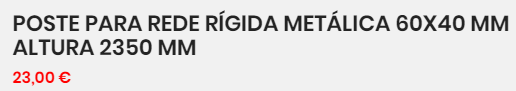 POSTE PARA REDE RÍGIDA METÁLICA 60X40 MM
ALTURA 2350 MM
23,00 €